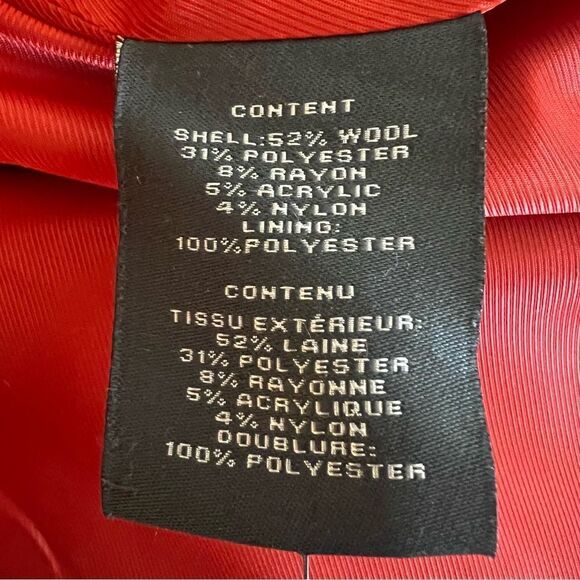 CONTENT
SHELL:52% WOOL
31% POLYESTER
8% RAYON
5% ACRYLIC
4% NYLON
LINING:
100%POLYESTER
CONTENU
TISSU EXTÉRIEUR:
52% LAINE
31% POLYESTER
8% RAYONNE
5% ACRYLIQUE
4% NYLON
DOUBLURE:
100% POLYESTER